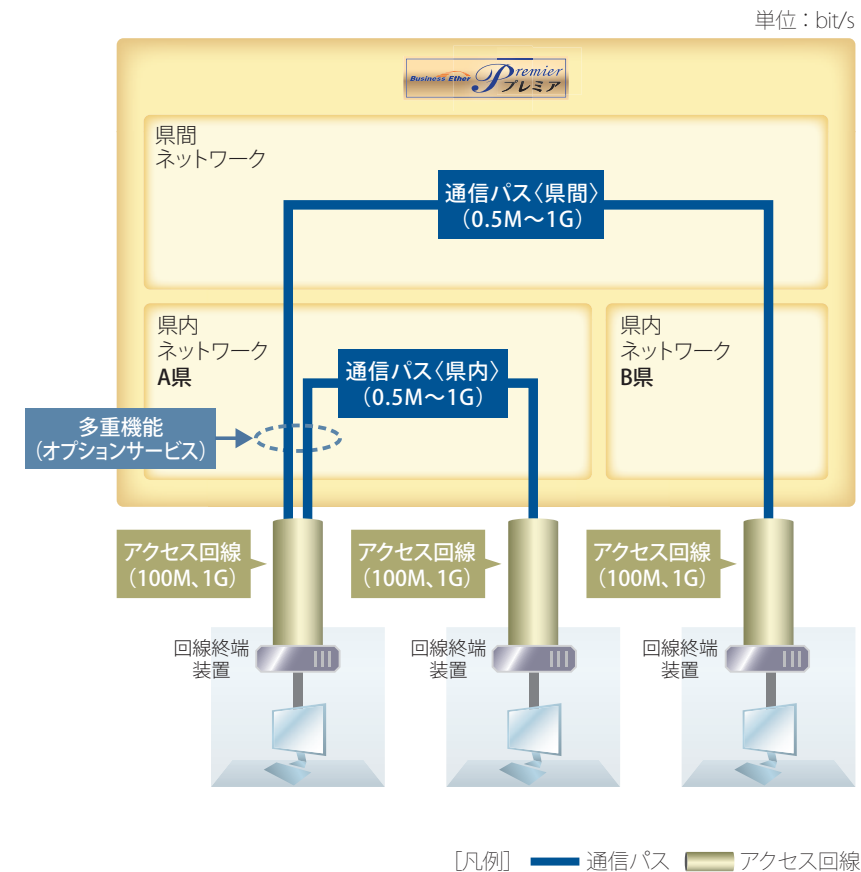 単位：bit/s
Business Ether Premier
プレミア
県間
ネットワーク
通信パス〈県間〉
（0.5M～1G）
県内
ネットワーク
A県
県内
ネットワーク
B県
通信パス〈県内〉
（0.5M～1G）
多重機能
（オプションサービス）
アクセス回線
（100M、1G）
アクセス回線
（100M、1G）
アクセス回線
（100M、1G）
回線終端
装置
回線終端
装置
回線終端
装置
［凡例］ 通信パス アクセス回線